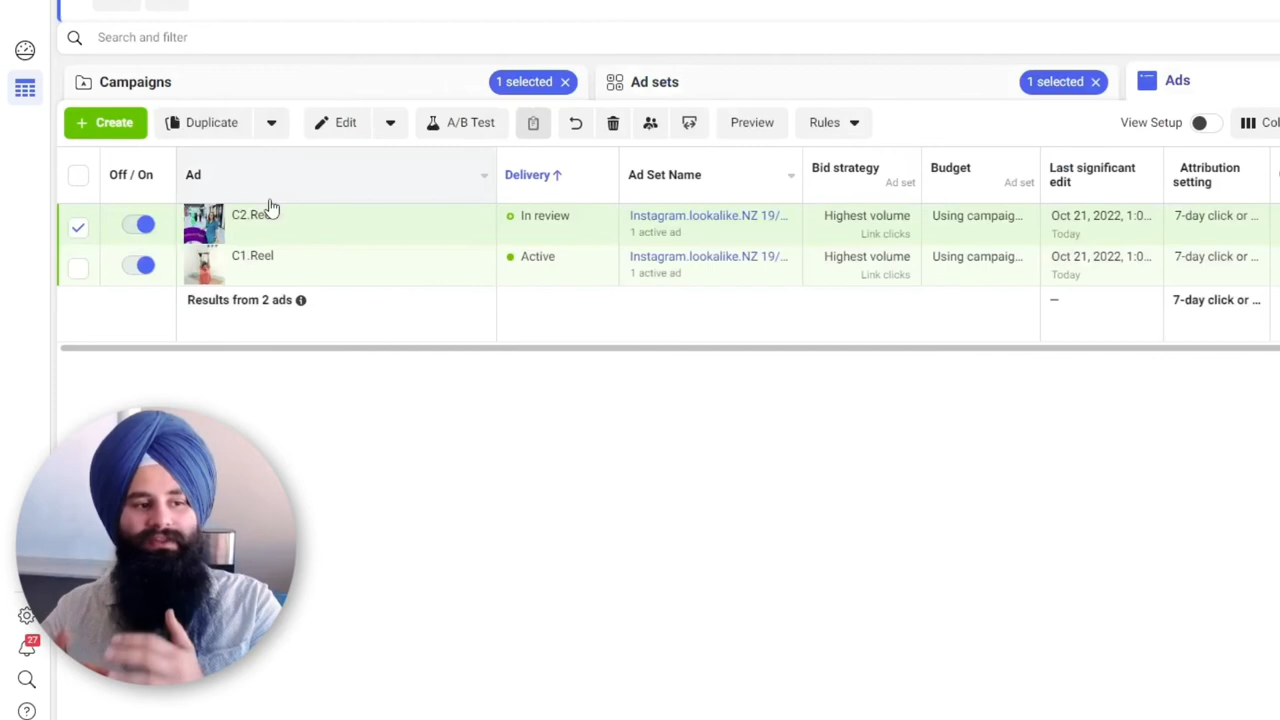 Search and filter
Campaigns 1 selected Ad sets 1 selected Ads
+ Create Duplicate Edit A/B Test Preview Rules View Setup
Off / On Ad Delivery ↑ Ad Set Name Bid strategy Ad set Budget Ad set Last significant edit Attribution setting
In review Instagram.lookalike.NZ 19/... Highest volume Using campaig... Oct 21, 2022, 1:0... 7-day click or ...
1 active ad Link clicks Today
C1.Reel Active Instagram.lookalike.NZ 19/... Highest volume Using campaig... Oct 21, 2022, 1:0... 7-day click or ...
1 active ad Link clicks Today
Results from 2 ads — 7-day click or ...
27